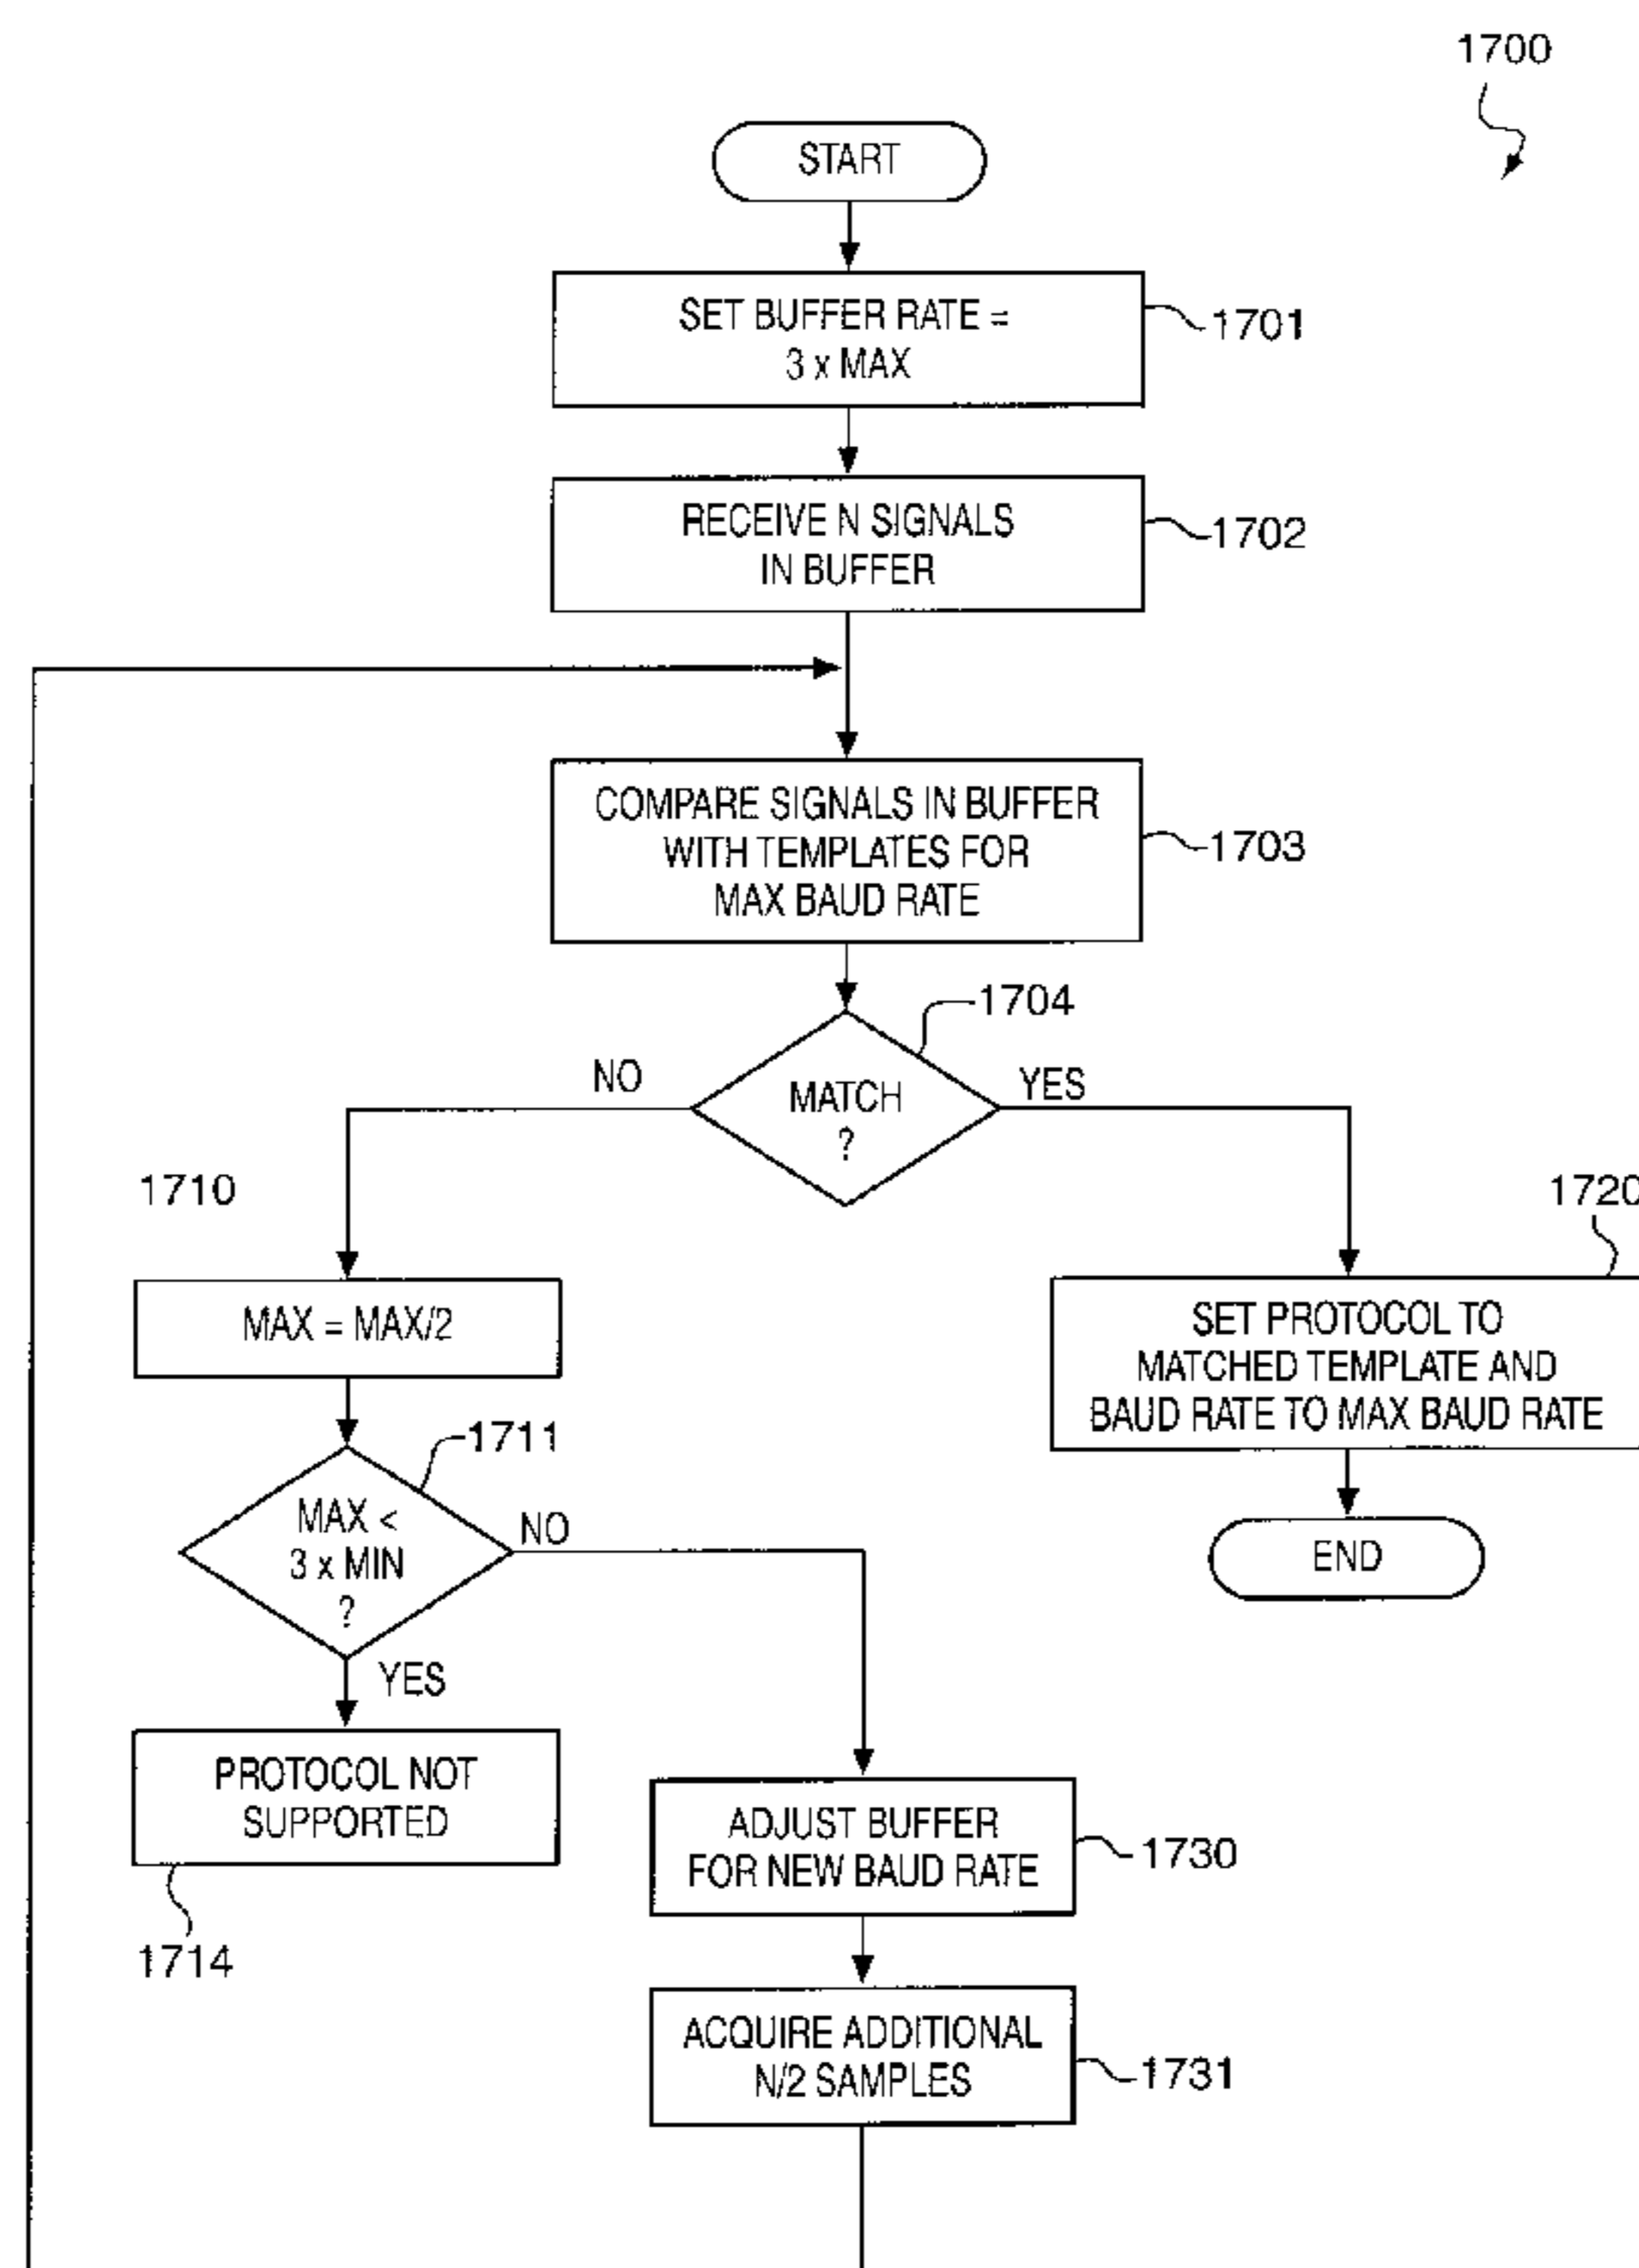 1700
START
SET BUFFER RATE =
3 x MAX
1701
RECEIVE N SIGNALS
IN BUFFER
1702
COMPARE SIGNALS IN BUFFER
WITH TEMPLATES FOR
MAX BAUD RATE
1703
1704
MATCH
?
NO
YES
1710
1720
MAX = MAX/2
SET PROTOCOL TO
MATCHED TEMPLATE AND
BAUD RATE TO MAX BAUD RATE
1711
MAX <
3 x MIN
?
NO
YES
END
PROTOCOL NOT
SUPPORTED
1714
ADJUST BUFFER
FOR NEW BAUD RATE
1730
ACQUIRE ADDITIONAL
N/2 SAMPLES
1731